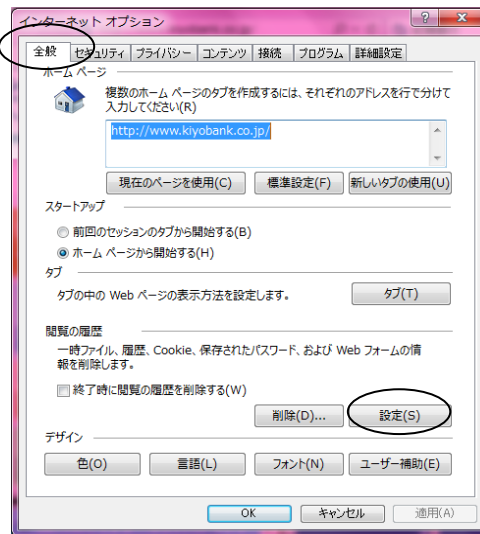 インターネット オプション
全般 セキュリティ プライバシー コンテンツ 接続 プログラム 詳細設定
ホーム ページ
複数のホーム ページのタブを作成するには、それぞれのアドレスを行で分けて
入力してください(R)
http://www.kiyobank.co.jp/
現在のページを使用(C) 標準設定(F) 新しいタブの使用(U)
スタートアップ
前回のセッションのタブから開始する(B)
ホーム ページから開始する(H)
タブ
タブの中の Web ページの表示方法を設定します。 タブ(T)
閲覧の履歴
一時ファイル、履歴、Cookie、保存されたパスワード、および Web フォームの情
報を削除します。
終了時に閲覧の履歴を削除する(W)
削除(D)... 設定(S)
デザイン
色(O) 言語(L) フォント(N) ユーザー補助(E)
OK キャンセル 適用(A)